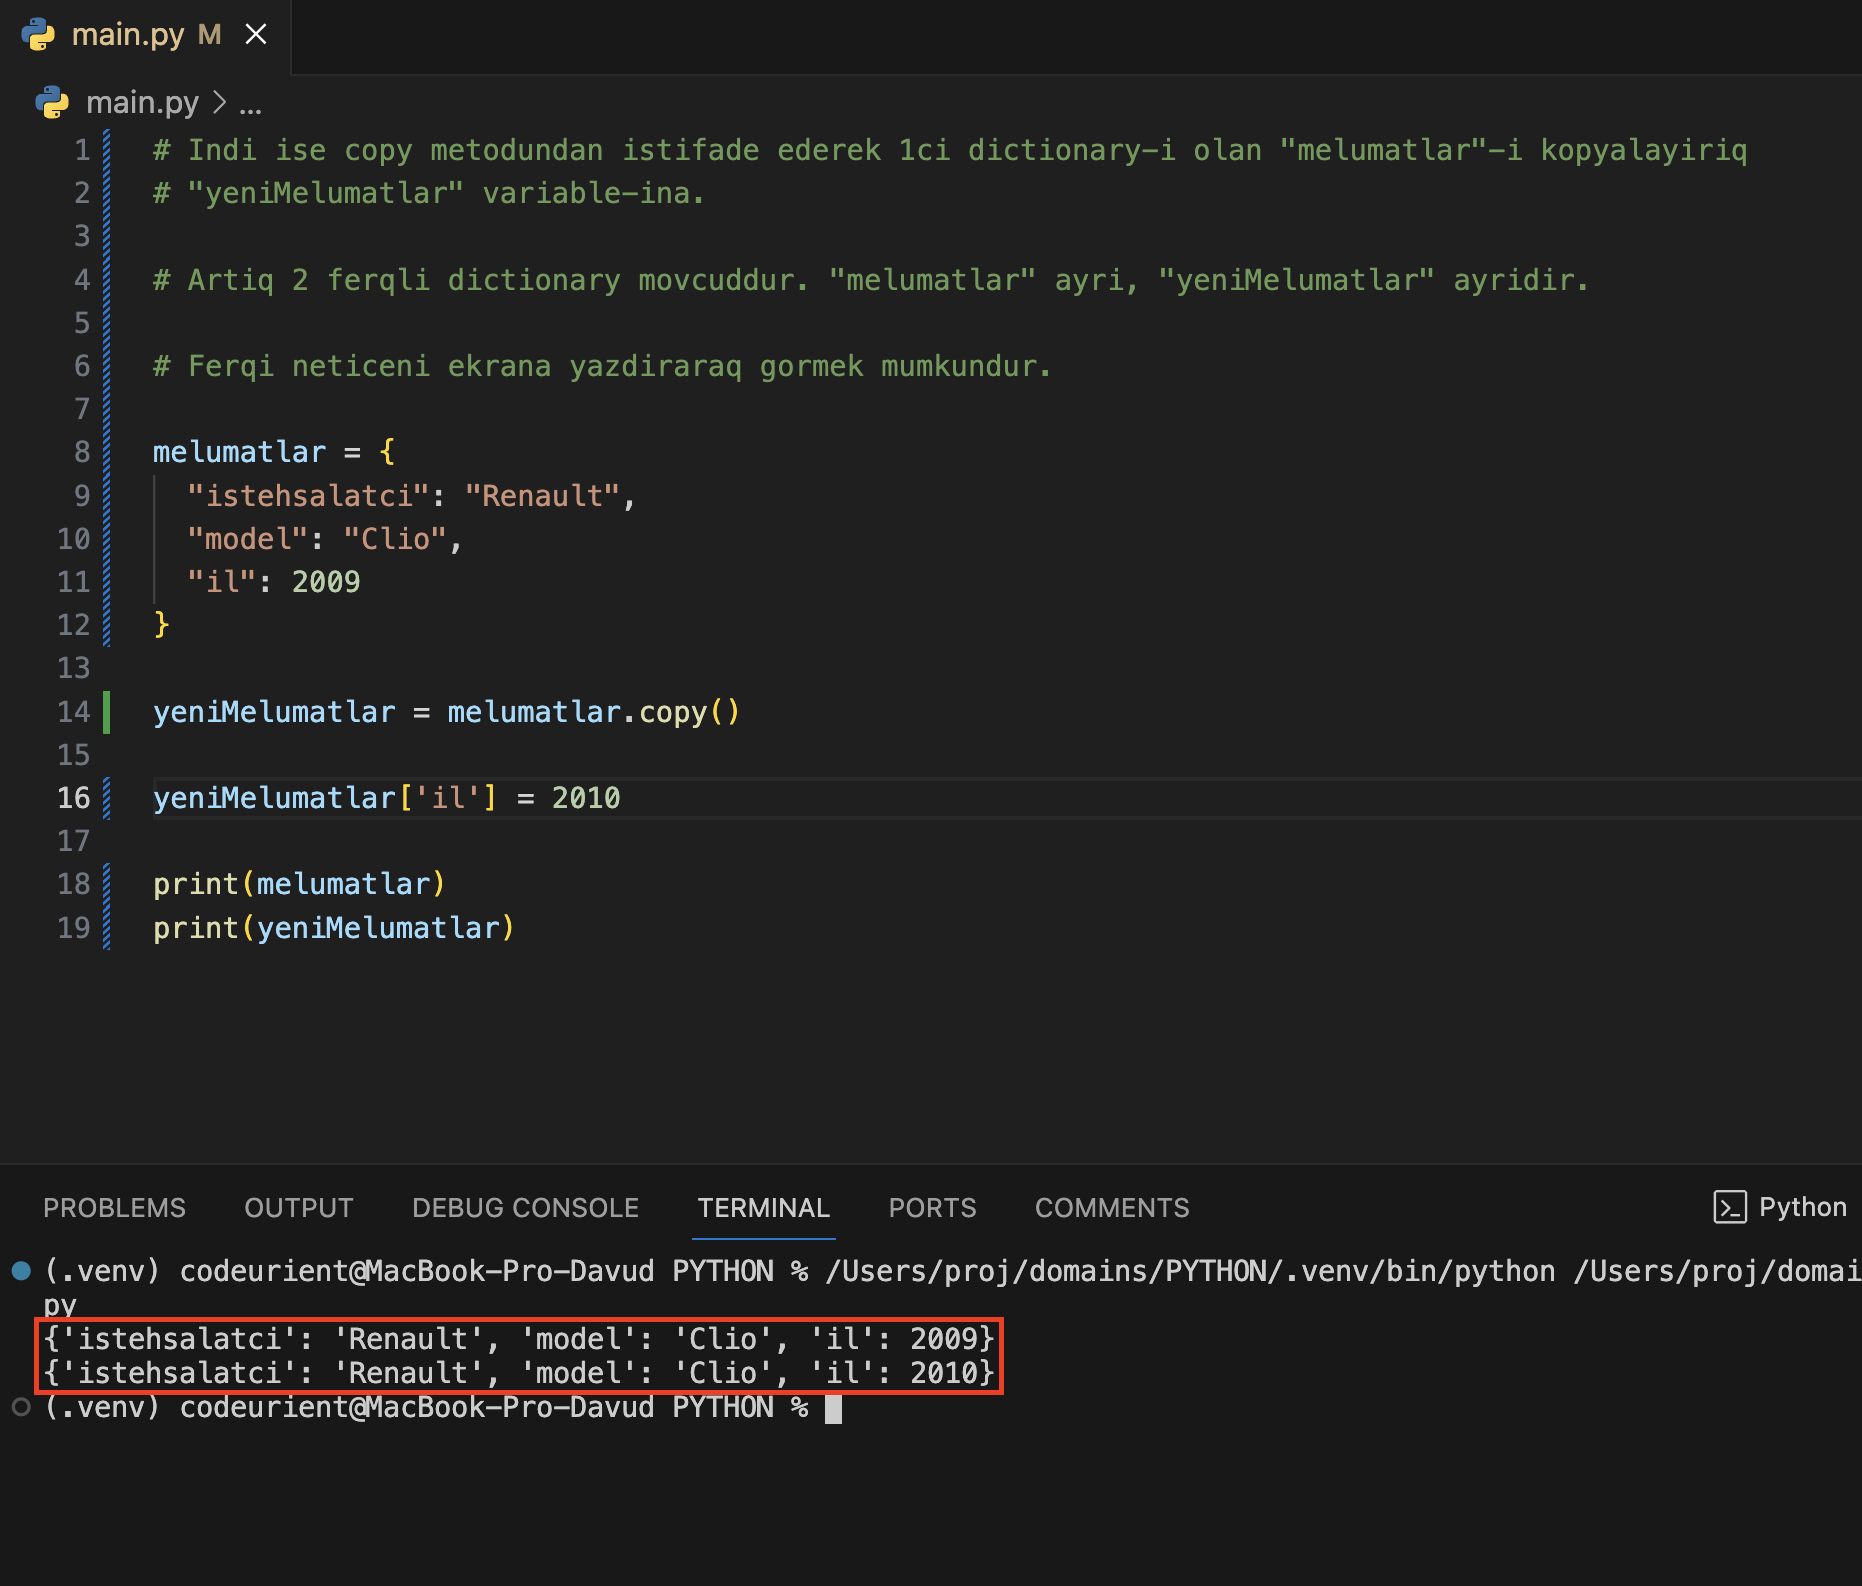 main.py M
main.py > ...
1 # Indi ise copy metodundan istifade ederek 1ci dictionary-i olan "melumatlar"-i kopyalayiriq
2 # "yeniMelumatlar" variable-ina.
3
4 # Artiq 2 ferqli dictionary movcuddur. "melumatlar" ayri, "yeniMelumatlar" ayridir.
5
6 # Ferqi neticeni ekrana yazdiraraq gormek mumkundur.
7
8 melumatlar = {
9 "istehsalatci": "Renault",
10 "model": "Clio",
11 "il": 2009
12 }
13
14 yeniMelumatlar = melumatlar.copy()
15
16 yeniMelumatlar['il'] = 2010
17
18 print(melumatlar)
19 print(yeniMelumatlar)
PROBLEMS OUTPUT DEBUG CONSOLE TERMINAL PORTS COMMENTS Python
(.venv) codeurient@MacBook-Pro-Davud PYTHON % /Users/proj/domains/PYTHON/.venv/bin/python /Users/proj/domai
py
{'istehsalatci': 'Renault', 'model': 'Clio', 'il': 2009}
{'istehsalatci': 'Renault', 'model': 'Clio', 'il': 2010}
(.venv) codeurient@MacBook-Pro-Davud PYTHON %